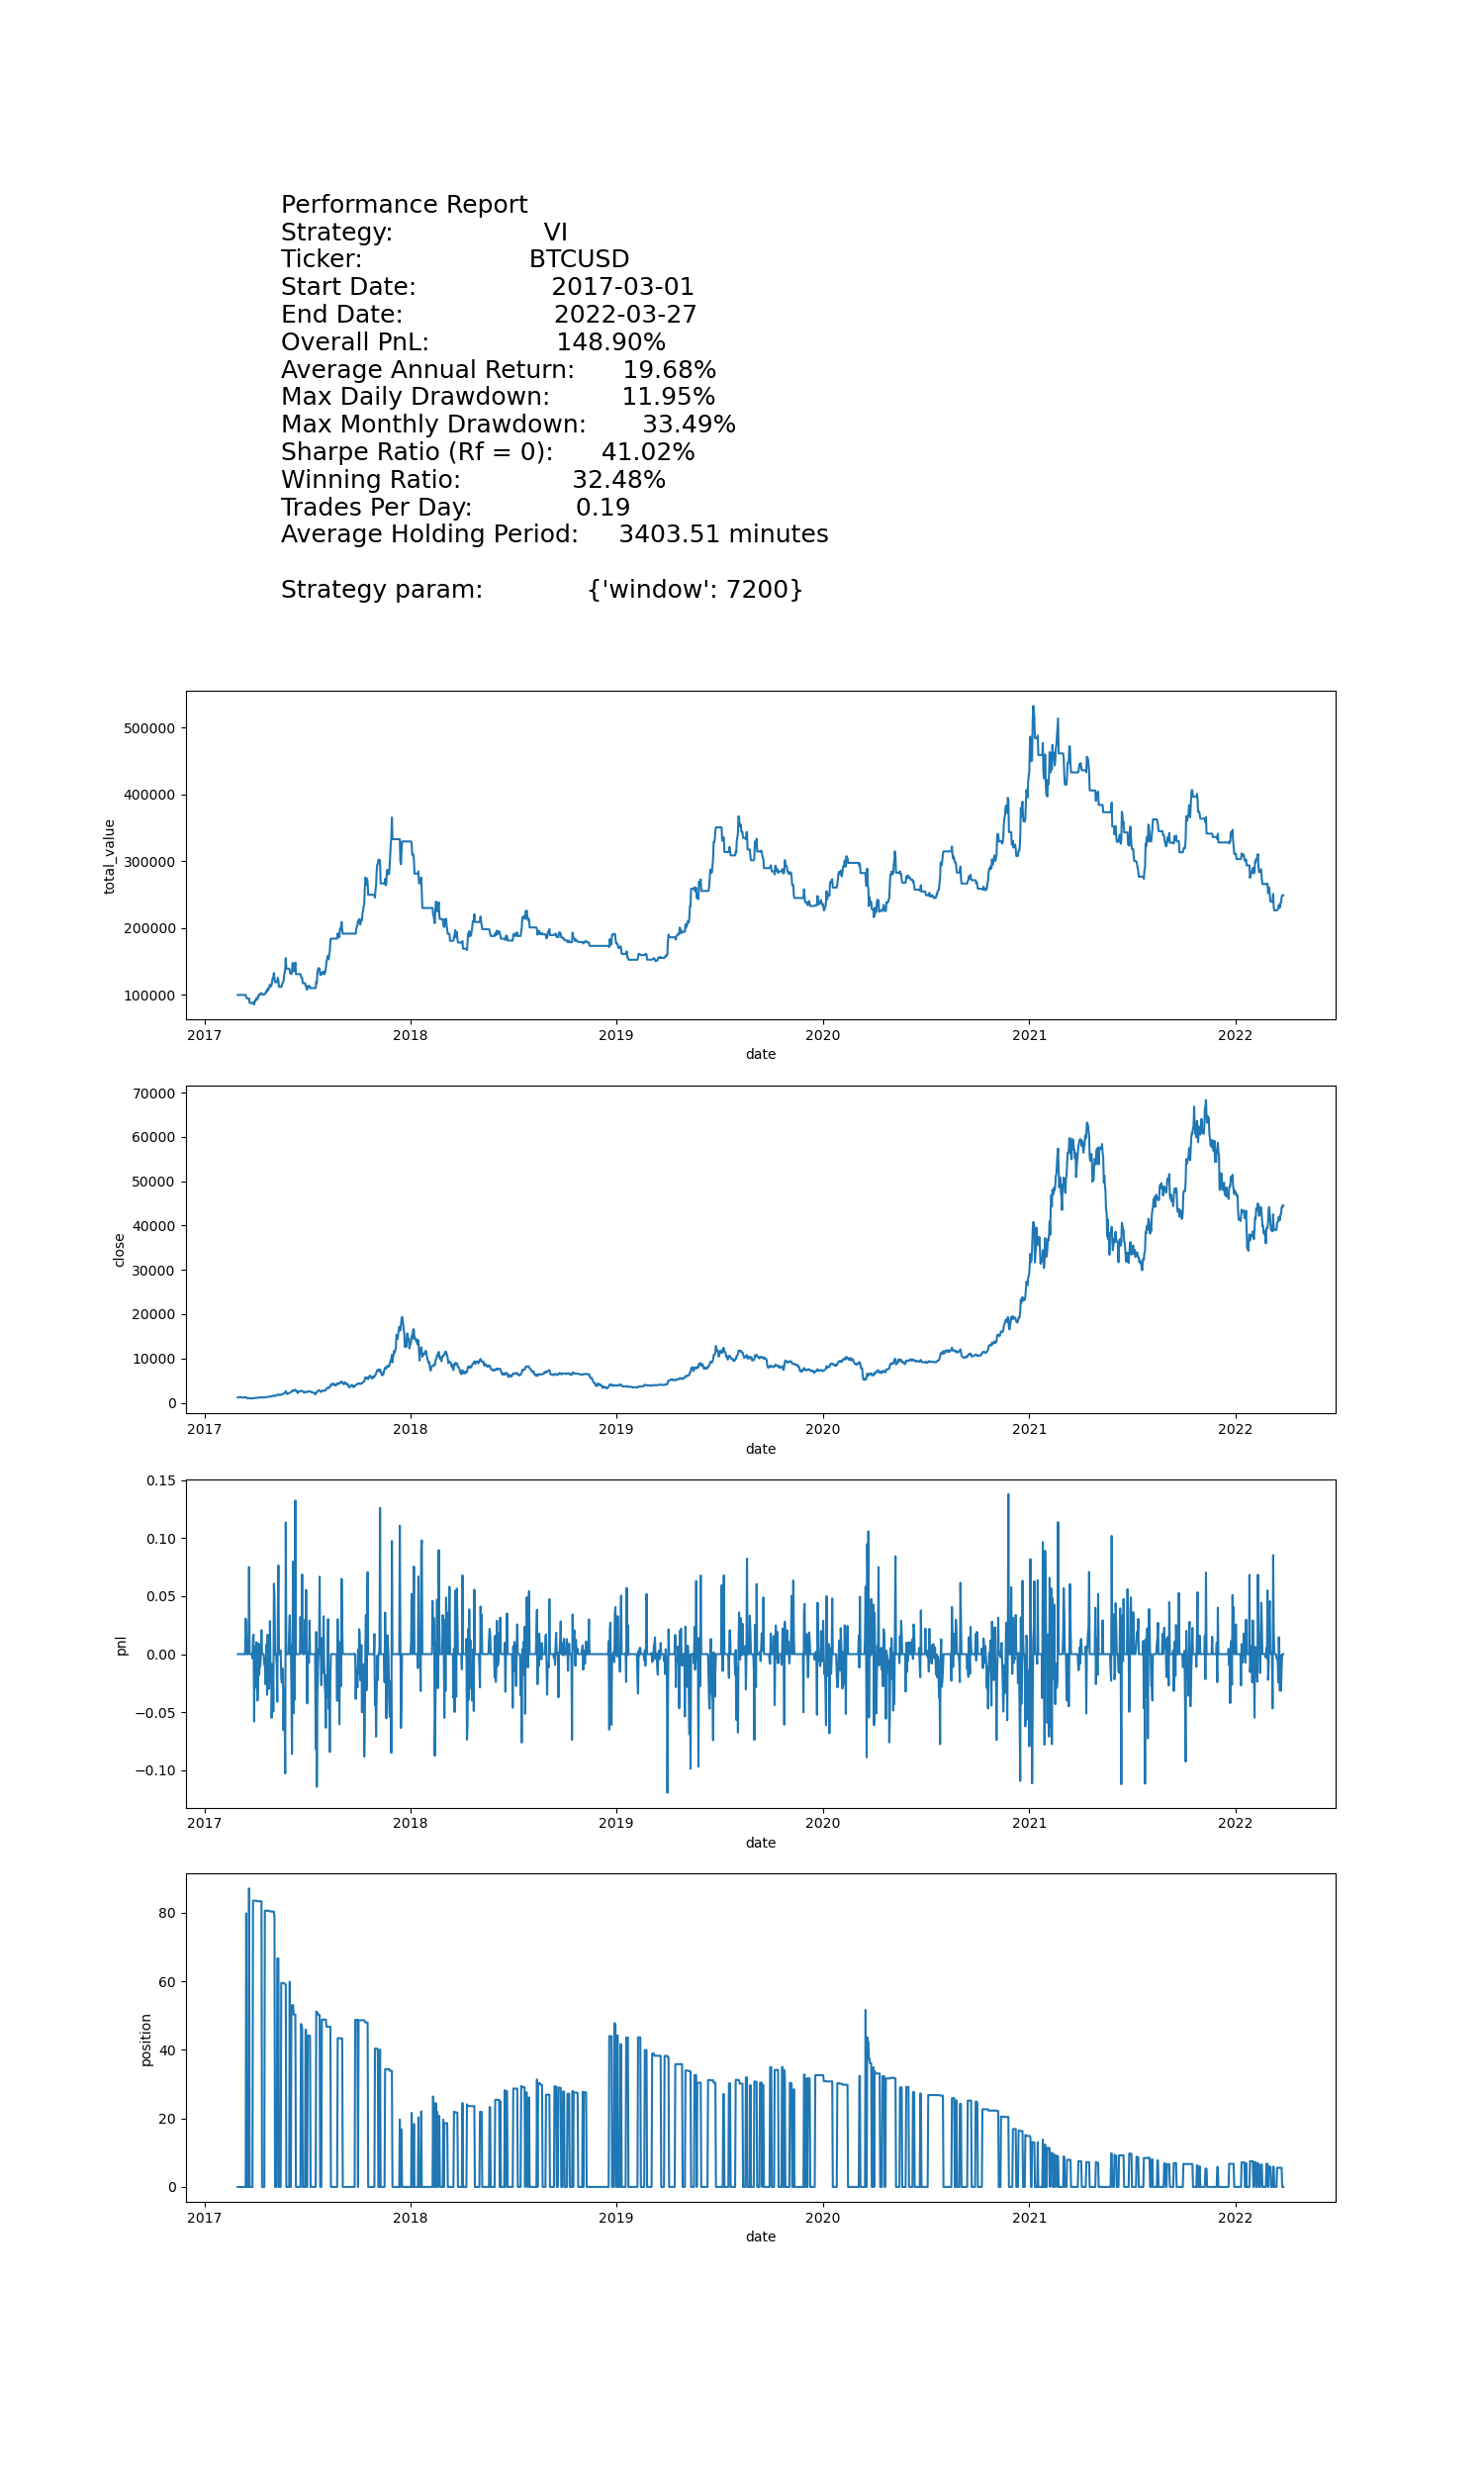 Performance Report
Strategy: VI
Ticker: BTCUSD
Start Date: 2017-03-01
End Date: 2022-03-27
Overall PnL: 148.90%
Average Annual Return: 19.68%
Max Daily Drawdown: 11.95%
Max Monthly Drawdown: 33.49%
Sharpe Ratio (Rf = 0): 41.02%
Winning Ratio: 32.48%
Trades Per Day: 0.19
Average Holding Period: 3403.51 minutes
Strategy param: {'window': 7200}
500000
400000
300000
200000
100000
total_value
2017 2018 2019 2020 2021 2022
date
70000
60000
50000
40000
30000
20000
10000
0
close
2017 2018 2019 2020 2021 2022
date
0.15
0.10
0.05
0.00
−0.05
−0.10
pnl
2017 2018 2019 2020 2021 2022
date
80
60
40
20
0
position
2017 2018 2019 2020 2021 2022
date